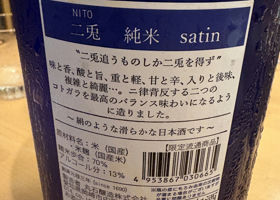 NITO
二兎 純米 satin
"二兎追うものしか二兎を得ず"
味と香、酸と旨、重と軽、甘と辛、入りと後味、
複雑と綺麗…。二律背反する二つの
コトガラを最高のバランス味わいになるように
造りました。
〜絹のような滑らかな日本酒です〜
原材料名:米(国産)
・米麹(国産米)
精米歩合:70%
アルコール分:13%
【限定流通商品】
4953867030665
(since 1690)